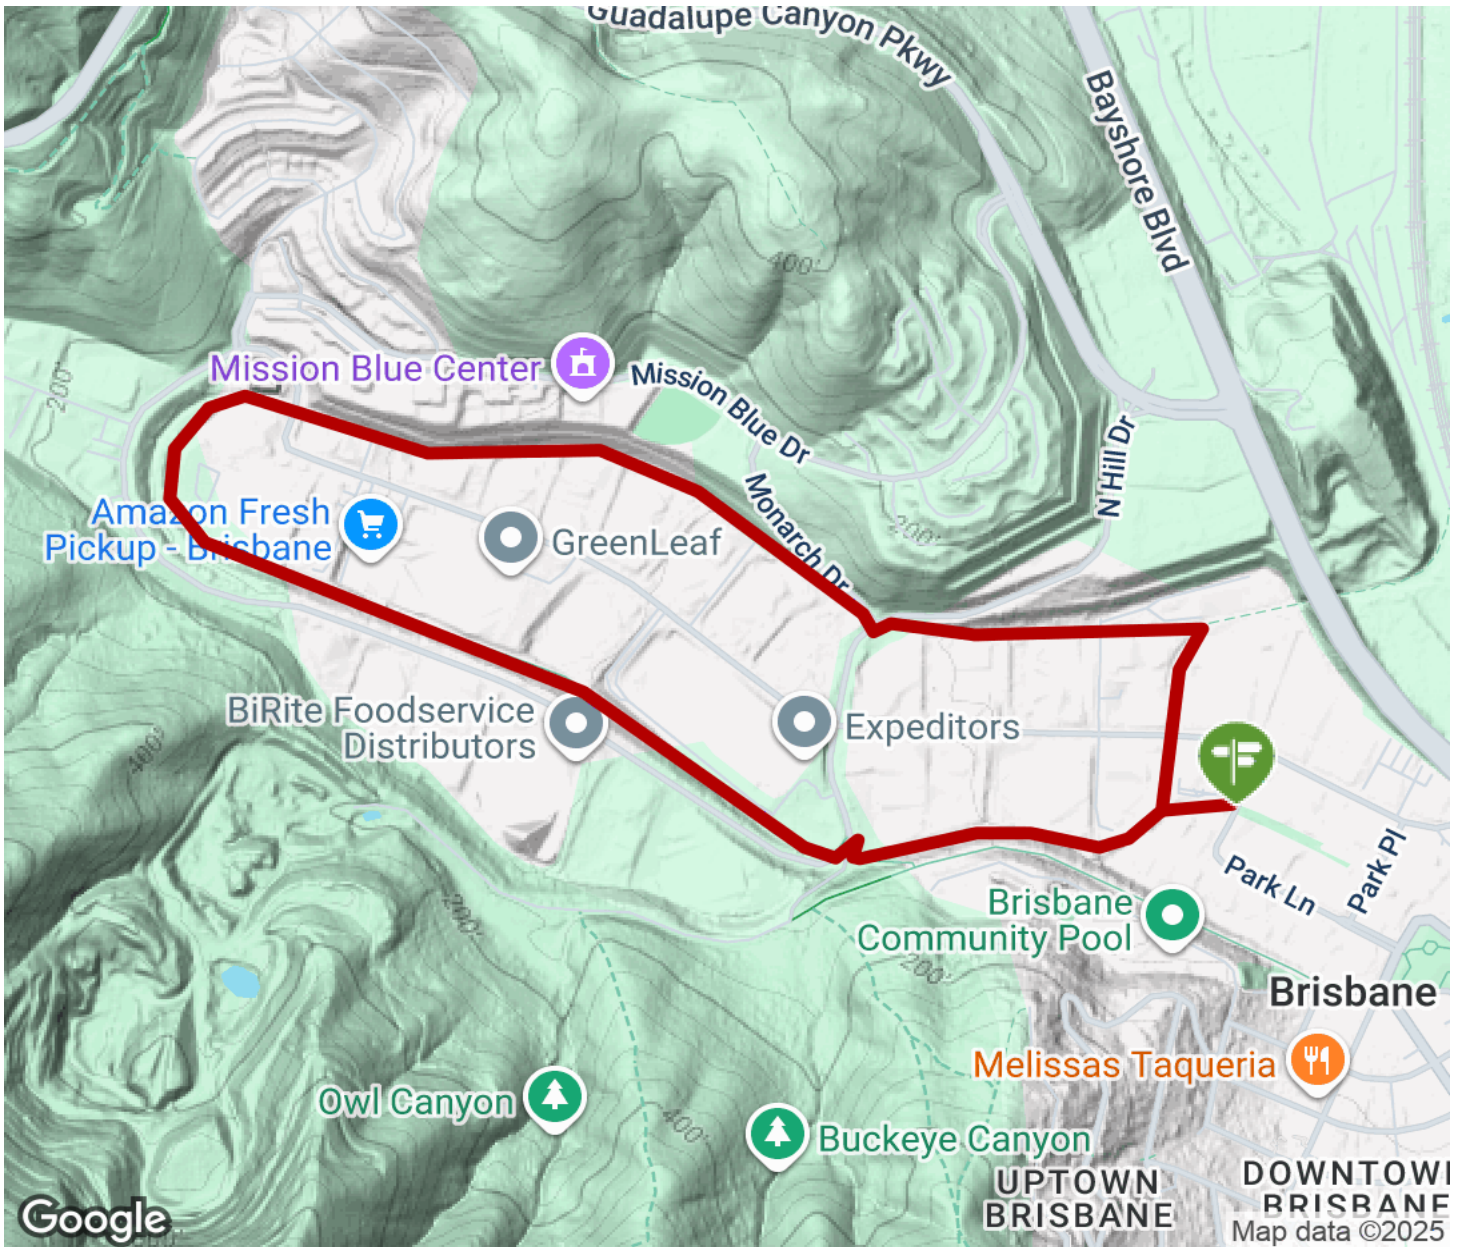 Guadalupe Canyon Pkwy
Bayshore Blvd
400'
Mission Blue Center
Mission Blue Dr
200'
N Hill Dr
Monarch Dr
Amazon Fresh
Pickup - Brisbane
GreenLeaf
200'
BiRite Foodservice
Distributors
Expeditors
400'
Park Pl
Park Ln
200'
Brisbane
Community Pool
200'
Brisbane
Melissas Taqueria
Owl Canyon
400'
Buckeye Canyon
UPTOWN
BRISBANE
DOWNTOW
BRISBANE
Google
Map data ©2025